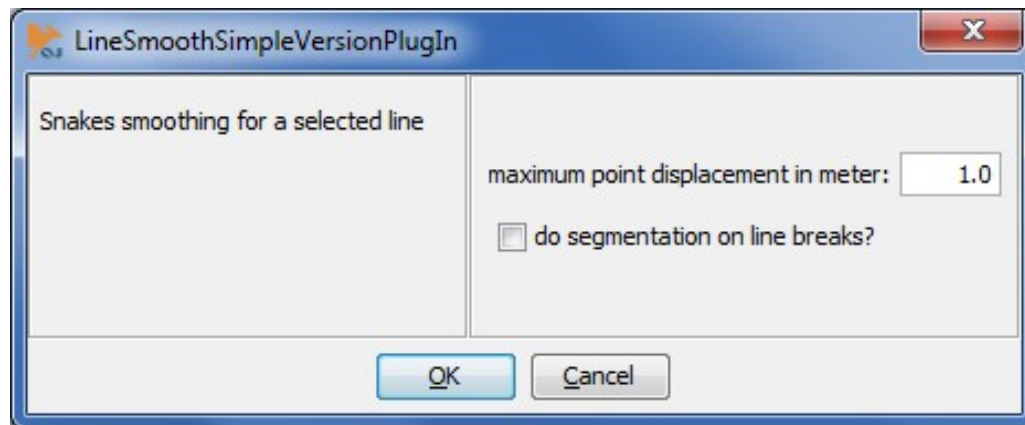 LineSmoothSimpleVersionPlugIn
Snakes smoothing for a selected line
maximum point displacement in meter: 1.0
do segmentation on line breaks?
OK Cancel